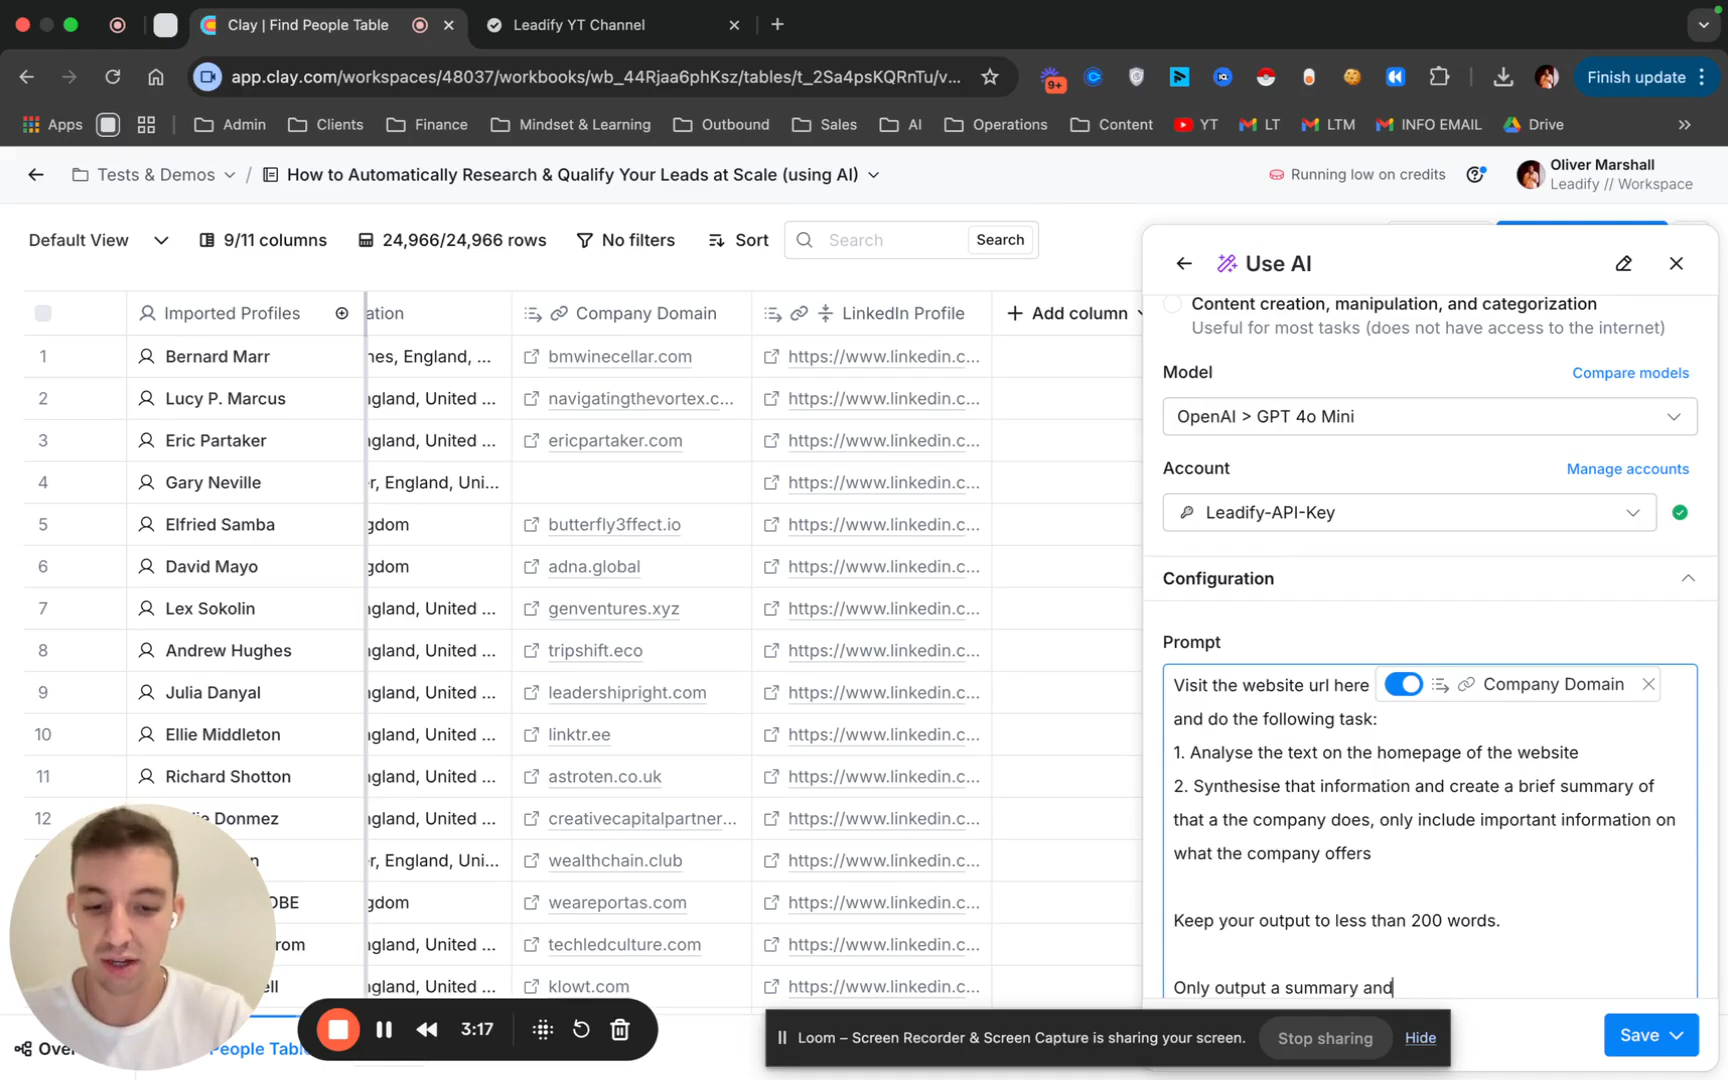 Clay | Find People Table
Leadify YT Channel
app.clay.com/workspaces/48037/workbooks/wb_44Rjaa6phKsz/tables/t_2Sa4psKQRnTu/v...
9+
Finish update
Apps
Admin
Clients
Finance
Mindset & Learning
Outbound
Sales
AI
Operations
Content
YT
LT
LTM
INFO EMAIL
Drive
Tests & Demos / How to Automatically Research & Qualify Your Leads at Scale (using AI)
Running low on credits
Oliver Marshall
Leadify // Workspace
Default View
9/11 columns
24,966/24,966 rows
No filters
Sort
Search
Search
Imported Profiles
ation
Company Domain
LinkedIn Profile
Add column
1 Bernard Marr nes, England, ... bmwinecellar.com https://www.linkedin.c...
2 Lucy P. Marcus gland, United ... navigatingthevortex.c... https://www.linkedin.c...
3 Eric Partaker gland, United ... ericpartaker.com https://www.linkedin.c...
4 Gary Neville r, England, Uni... https://www.linkedin.c...
5 Elfried Samba gdom butterfly3ffect.io https://www.linkedin.c...
6 David Mayo gdom adna.global https://www.linkedin.c...
7 Lex Sokolin gland, United ... genventures.xyz https://www.linkedin.c...
8 Andrew Hughes gland, United ... tripshift.eco https://www.linkedin.c...
9 Julia Danyal gland, United ... leadershipright.com https://www.linkedin.c...
10 Ellie Middleton gland, United ... linktr.ee https://www.linkedin.c...
11 Richard Shotton gland, United ... astroten.co.uk https://www.linkedin.c...
12 ie Donmez gland, United ... creativecapitalpartner... https://www.linkedin.c...
n r, England, United ... wealthchain.club https://www.linkedin.c...
OBE gdom weareportas.com https://www.linkedin.c...
rom gland, United ... techledculture.com https://www.linkedin.c...
ell gland, United ... klowt.com https://www.linkedin.c...
Over
People Table
3:17
Loom – Screen Recorder & Screen Capture is sharing your screen.
Stop sharing
Hide
Use AI
Content creation, manipulation, and categorization
Useful for most tasks (does not have access to the internet)
Model
Compare models
OpenAI > GPT 4o Mini
Account
Manage accounts
Leadify-API-Key
Configuration
Prompt
Visit the website url here Company Domain
and do the following task:
1. Analyse the text on the homepage of the website
2. Synthesise that information and create a brief summary of
that a the company does, only include important information on
what the company offers
Keep your output to less than 200 words.
Only output a summary and
Save